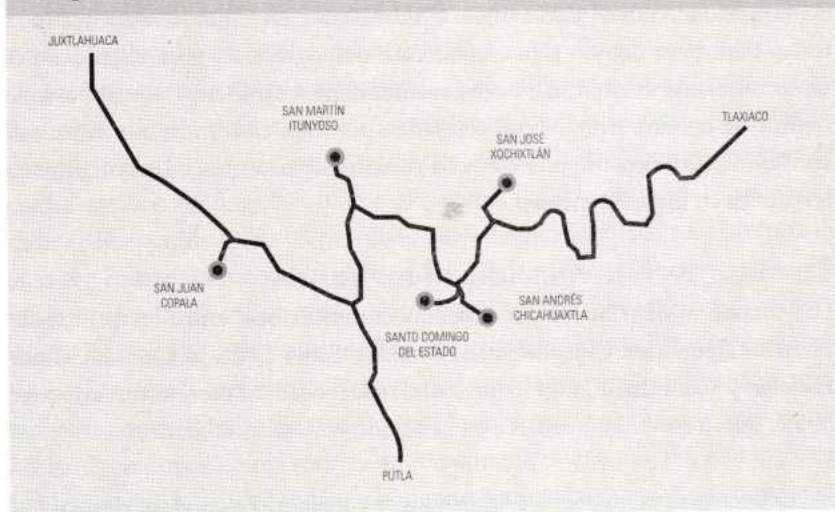 JUXTLAHUACA
SAN MARTÍN
ITUNYOSO
TLAXIACO
SAN JOSÉ
XOCHIXTLÁN
SAN JUAN
COPALA
SAN ANDRÉS
CHICAHUAXTLA
SANTO DOMINGO
DEL ESTADO
PUTLA